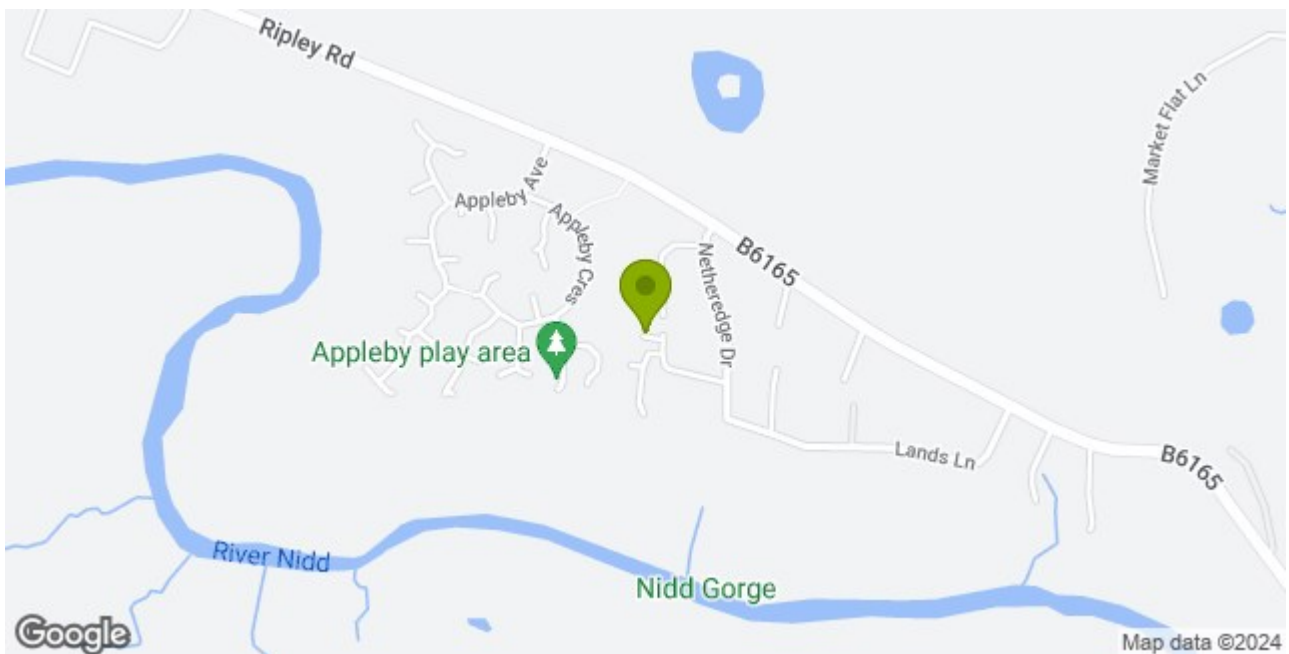 Ripley Rd
Market Flat Ln
Appleby Ave
Appleby Cres
B6165
Netheredge Dr
Appleby play area
Lands Ln
B6165
River Nidd
Nidd Gorge
Google
Map data ©2024